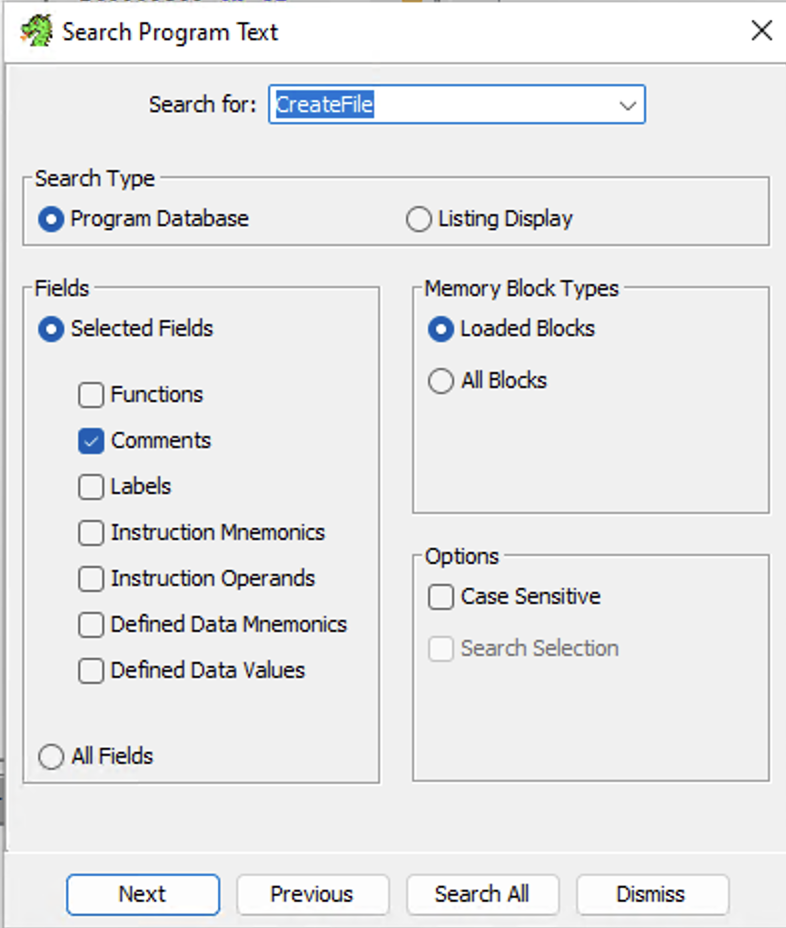 Search Program Text
Search for: CreateFile
Search Type
Program Database
Listing Display
Fields
Selected Fields
Functions
Comments
Labels
Instruction Mnemonics
Instruction Operands
Defined Data Mnemonics
Defined Data Values
All Fields
Memory Block Types
Loaded Blocks
All Blocks
Options
Case Sensitive
Search Selection
Next
Previous
Search All
Dismiss